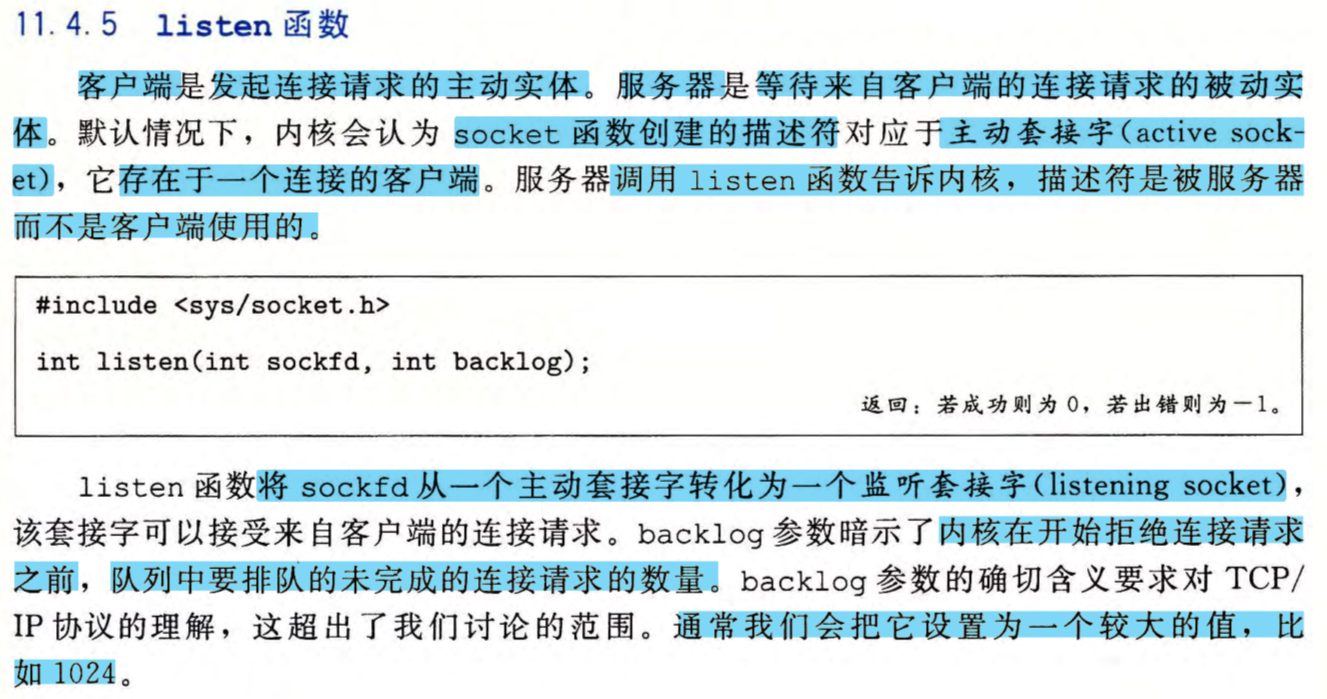 11.4.5 listen 函数
客户端是发起连接请求的主动实体。服务器是等待来自客户端的连接请求的被动实
体。默认情况下，内核会认为 socket 函数创建的描述符对应于主动套接字(active sock-
et)，它存在于一个连接的客户端。服务器调用 listen 函数告诉内核，描述符是被服务器
而不是客户端使用的。
#include <sys/socket.h>
int listen(int sockfd, int backlog);
返回：若成功则为 0，若出错则为－1。
listen 函数将 sockfd 从一个主动套接字转化为一个监听套接字(listening socket)，
该套接字可以接受来自客户端的连接请求。backlog 参数暗示了内核在开始拒绝连接请求
之前，队列中要排队的未完成的连接请求的数量。backlog 参数的确切含义要求对 TCP/
IP 协议的理解，这超出了我们讨论的范围。通常我们会把它设置为一个较大的值，比
如 1024。